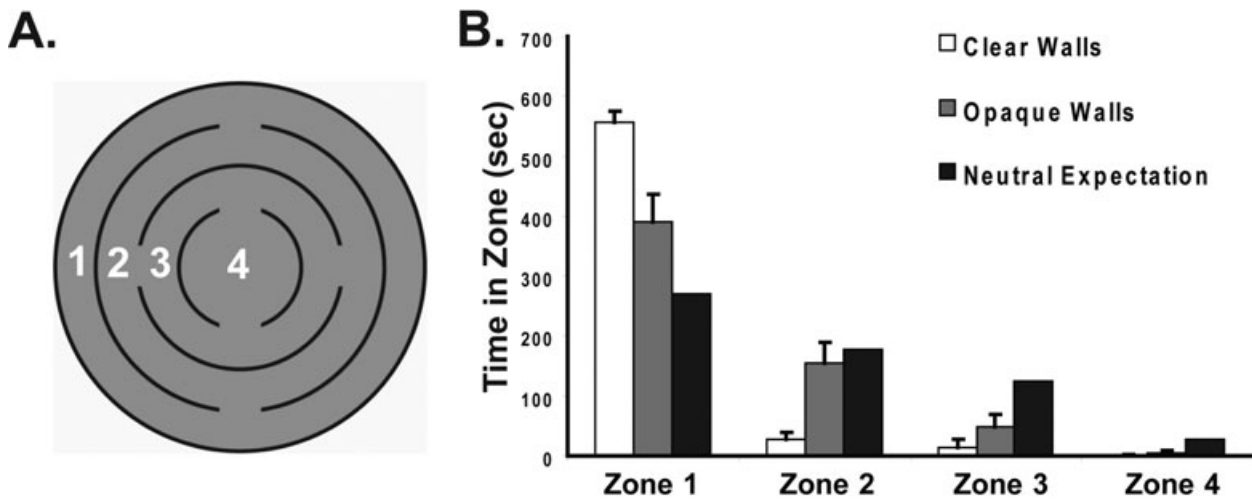 A.
1 2 3 4
B.
Time in Zone (sec)
700
600
500
400
300
200
100
0
Clear Walls
Opaque Walls
Neutral Expectation
Zone 1 Zone 2 Zone 3 Zone 4